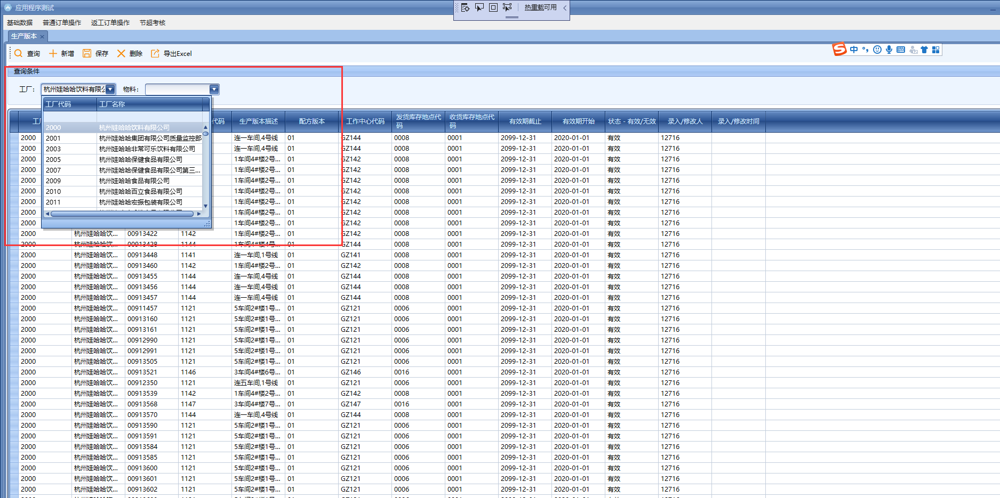 应用程序测试
热重载可用
基础数据 普通订单操作 返工订单操作 节超考核
生产版本
查询 新增 保存 删除 导出Excel
中
查询条件
工厂: 杭州娃哈哈饮料有限公 物料:
工厂代码 工厂名称
2000 杭州娃哈哈饮料有限公司
2001 杭州娃哈哈集团有限公司质量监控部
2003 杭州娃哈哈非常可乐饮料有限公司
2005 杭州娃哈哈保健食品有限公司
2007 杭州娃哈哈保健食品有限公司第三...
2009 杭州娃哈哈食品有限公司
2010 杭州娃哈哈百立食品有限公司
2011 杭州娃哈哈宏振包装有限公司
工厂 代码 生产版本描述 配方版本 工作中心代码 发货库存地点代码 收货库存地点代码 有效期截止 有效期开始 状态 - 有效/无效 录入/修改人 录入/修改时间
2000 连一车间,4号线 01 GZ144 0008 0001 2099-12-31 2020-01-01 有效 12716
2000 连一车间,4号线 01 GZ144 0008 0001 2099-12-31 2020-01-01 有效 12716
2000 1车间4#楼2号... 01 GZ142 0008 0001 2099-12-31 2020-01-01 有效 12716
2000 1车间4#楼2号... 01 GZ142 0008 0001 2099-12-31 2020-01-01 有效 12716
2000 1车间4#楼2号... 01 GZ142 0008 0001 2099-12-31 2020-01-01 有效 12716
2000 1车间4#楼2号... 01 GZ142 0008 0001 2099-12-31 2020-01-01 有效 12716
2000 1车间4#楼2号... 01 GZ142 0008 0001 2099-12-31 2020-01-01 有效 12716
2000 1车间4#楼2号... 01 GZ142 0008 0001 2099-12-31 2020-01-01 有效 12716
2000 1车间4#楼2号... 01 GZ142 0008 0001 2099-12-31 2020-01-01 有效 12716
2000 杭州娃哈哈饮... 00913422 1142 1车间4#楼2号... 01 GZ142 0008 0001 2099-12-31 2020-01-01 有效 12716
2000 杭州娃哈哈饮... 00913428 1144 1车间4#楼4号... 01 GZ144 0008 0001 2099-12-31 2020-01-01 有效 12716
2000 杭州娃哈哈饮... 00913448 1141 连一车间,1号线 01 GZ141 0008 0001 2099-12-31 2020-01-01 有效 12716
2000 杭州娃哈哈饮... 00913460 1142 1车间4#楼2号... 01 GZ142 0008 0001 2099-12-31 2020-01-01 有效 12716
2000 杭州娃哈哈饮... 00913455 1144 连一车间,4号线 01 GZ144 0008 0001 2099-12-31 2020-01-01 有效 12716
2000 杭州娃哈哈饮... 00913456 1144 连一车间,4号线 01 GZ144 0008 0001 2099-12-31 2020-01-01 有效 12716
2000 杭州娃哈哈饮... 00913457 1144 连一车间,4号线 01 GZ144 0008 0001 2099-12-31 2020-01-01 有效 12716
2000 杭州娃哈哈饮... 00911457 1121 5车间2#楼1号... 01 GZ121 0006 0001 2099-12-31 2020-01-01 有效 12716
2000 杭州娃哈哈饮... 00913160 1121 5车间2#楼1号... 01 GZ121 0006 0001 2099-12-31 2020-01-01 有效 12716
2000 杭州娃哈哈饮... 00913161 1121 5车间2#楼1号... 01 GZ121 0006 0001 2099-12-31 2020-01-01 有效 12716
2000 杭州娃哈哈饮... 00912990 1121 5车间2#楼1号... 01 GZ121 0006 0001 2099-12-31 2020-01-01 有效 12716
2000 杭州娃哈哈饮... 00912991 1121 5车间2#楼1号... 01 GZ121 0006 0001 2099-12-31 2020-01-01 有效 12716
2000 杭州娃哈哈饮... 00913505 1121 5车间2#楼1号... 01 GZ121 0006 0001 2099-12-31 2020-01-01 有效 12716
2000 杭州娃哈哈饮... 00913521 1146 3车间4#楼6号... 01 GZ146 0016 0001 2099-12-31 2020-01-01 有效 12716
2000 杭州娃哈哈饮... 00912350 1121 连五车间,1号线 01 GZ121 0006 0001 2099-12-31 2020-01-01 有效 12716
2000 杭州娃哈哈饮... 00913539 1142 1车间4#楼2号... 01 GZ142 0008 0001 2099-12-31 2020-01-01 有效 12716
2000 杭州娃哈哈饮... 00913568 1147 3车间4#楼7号... 01 GZ147 0016 0001 2099-12-31 2020-01-01 有效 12716
2000 杭州娃哈哈饮... 00913570 1144 连一车间,4号线 01 GZ144 0008 0001 2099-12-31 2020-01-01 有效 12716
2000 杭州娃哈哈饮... 00913590 1121 5车间2#楼1号... 01 GZ121 0006 0001 2099-12-31 2020-01-01 有效 12716
2000 杭州娃哈哈饮... 00913591 1121 5车间2#楼1号... 01 GZ121 0006 0001 2099-12-31 2020-01-01 有效 12716
2000 杭州娃哈哈饮... 00913584 1121 5车间2#楼1号... 01 GZ121 0006 0001 2099-12-31 2020-01-01 有效 12716
2000 杭州娃哈哈饮... 00913585 1121 5车间2#楼1号... 01 GZ121 0006 0001 2099-12-31 2020-01-01 有效 12716
2000 杭州娃哈哈饮... 00913600 1121 5车间2#楼1号... 01 GZ121 0006 0001 2099-12-31 2020-01-01 有效 12716
2000 杭州娃哈哈饮... 00913601 1121 5车间2#楼1号... 01 GZ121 0006 0001 2099-12-31 2020-01-01 有效 12716
2000 杭州娃哈哈饮... 00913602 1121 5车间2#楼1号... 01 GZ121 0006 0001 2099-12-31 2020-01-01 有效 12716